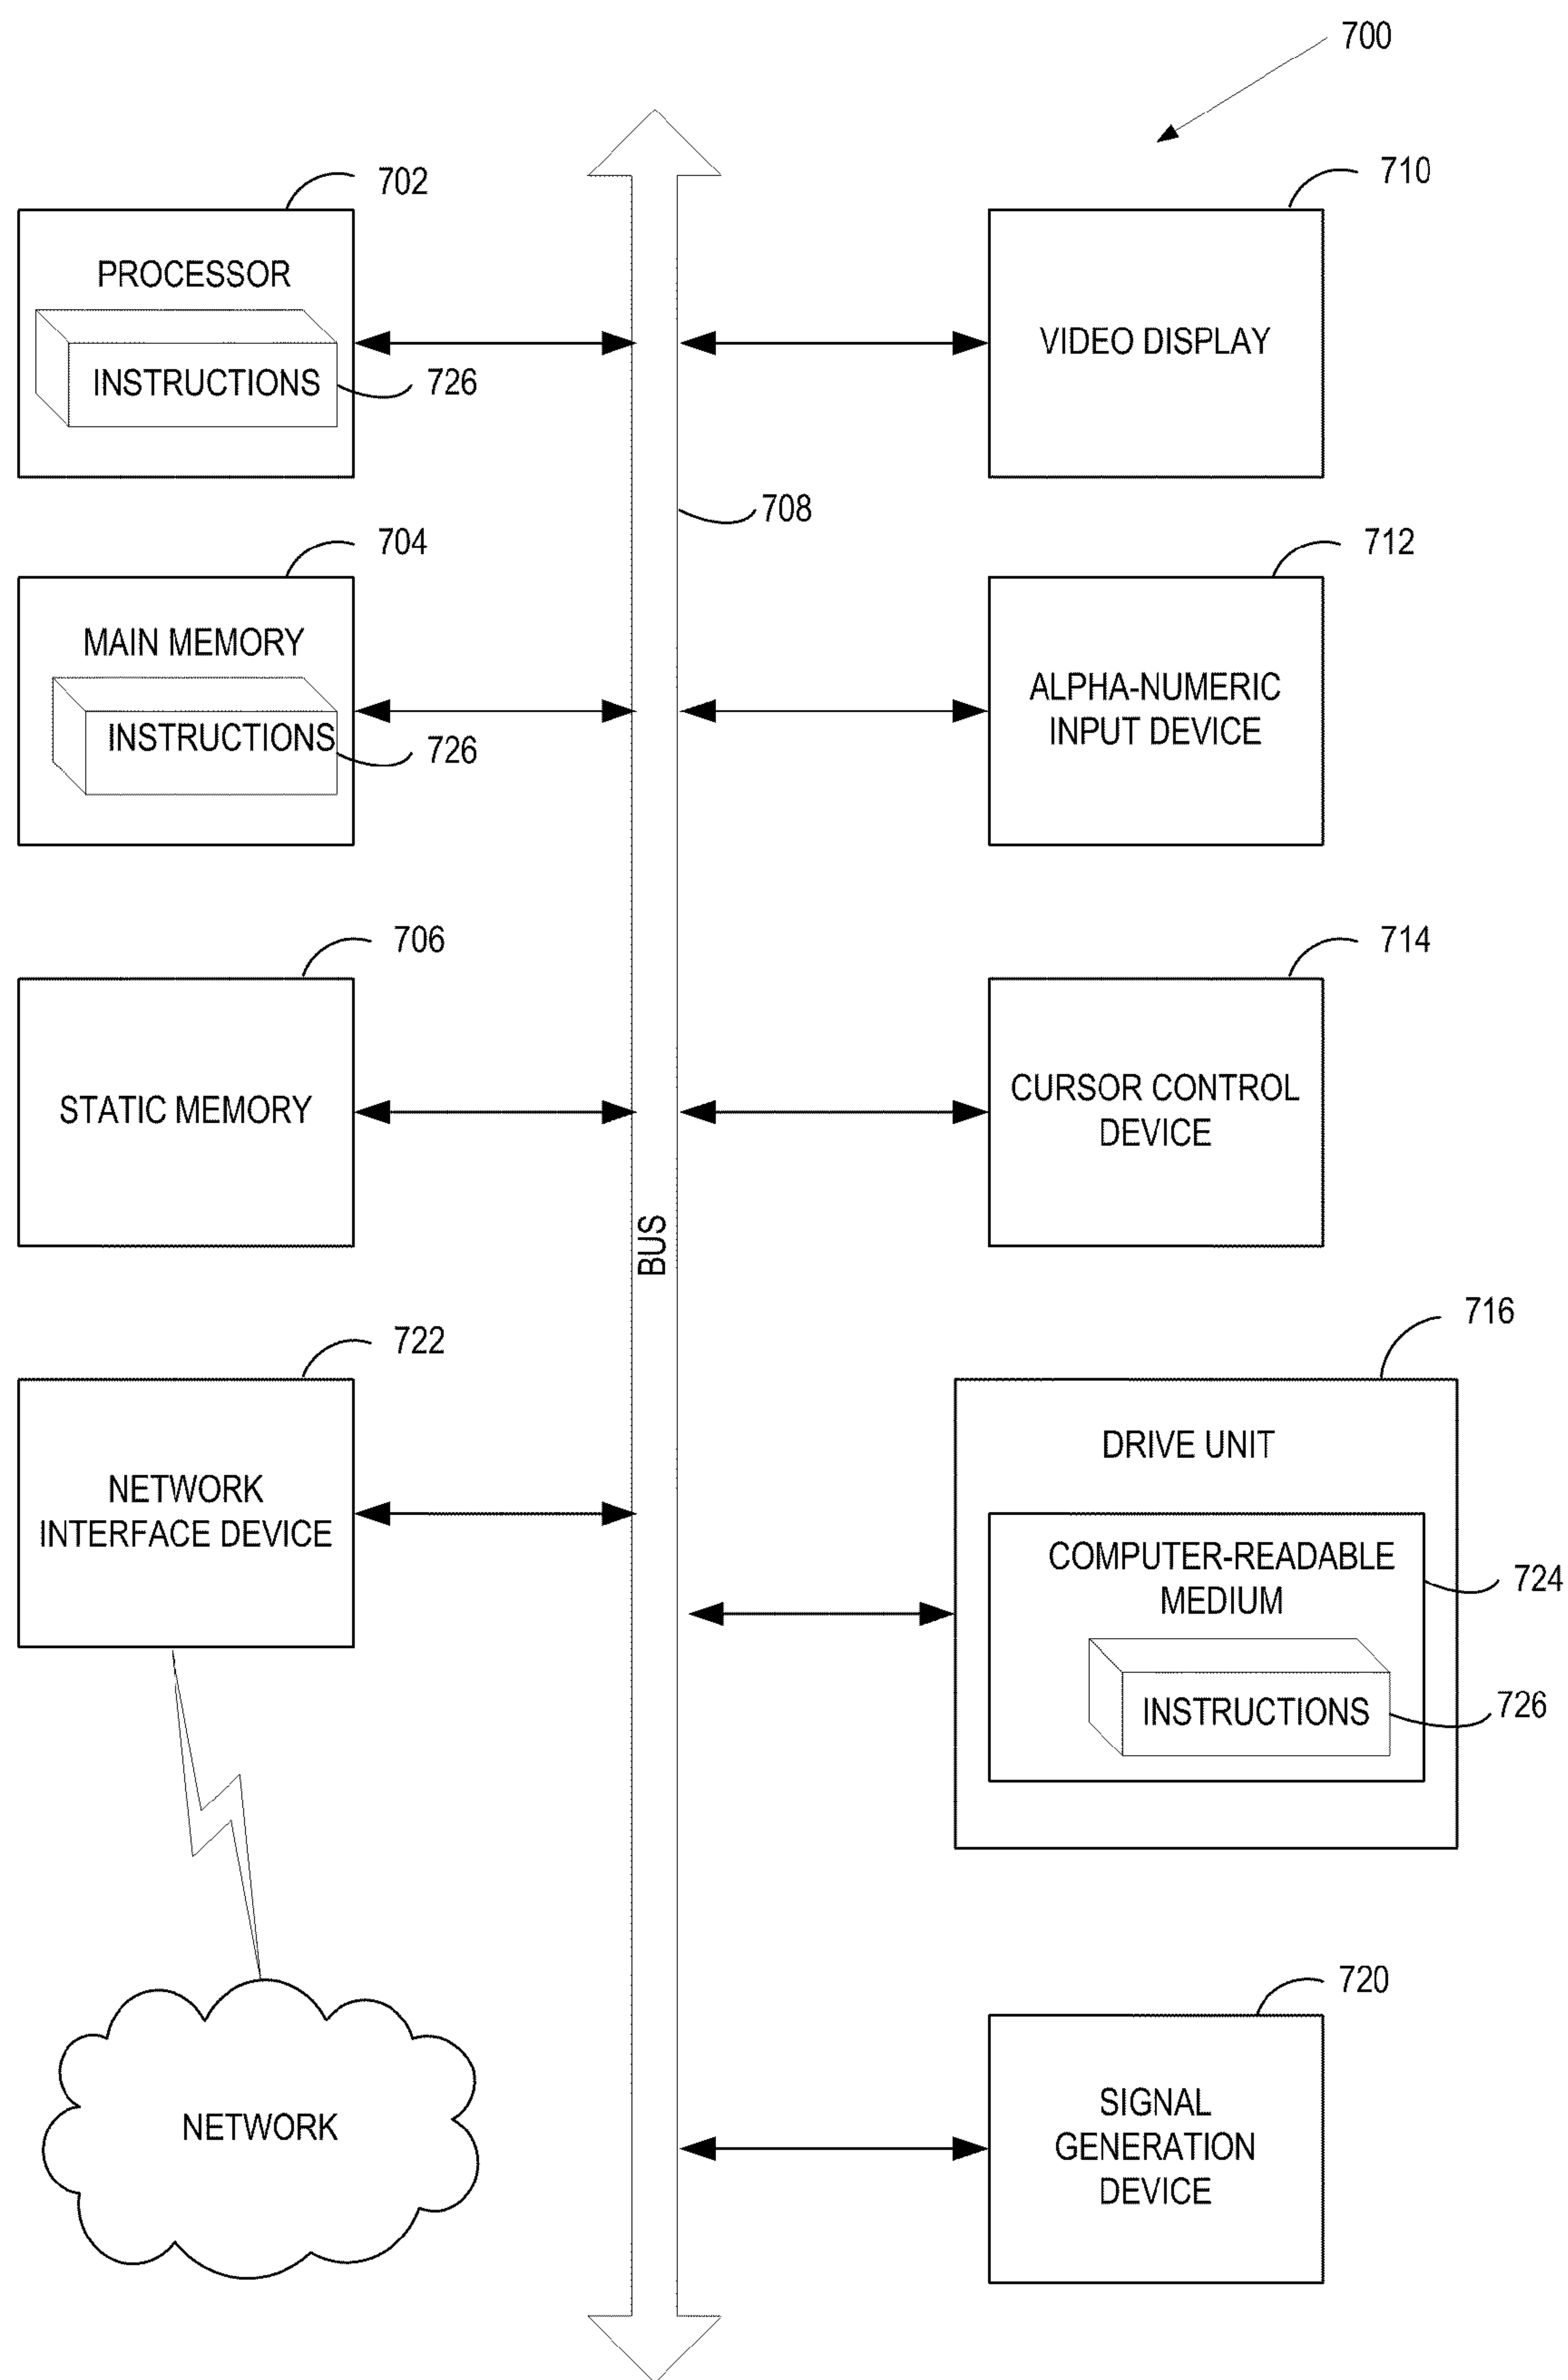 700
702
PROCESSOR
INSTRUCTIONS
726
710
VIDEO DISPLAY
708
704
MAIN MEMORY
INSTRUCTIONS
726
712
ALPHA-NUMERIC
INPUT DEVICE
706
STATIC MEMORY
714
CURSOR CONTROL
DEVICE
BUS
722
NETWORK
INTERFACE DEVICE
716
DRIVE UNIT
COMPUTER-READABLE
MEDIUM
724
INSTRUCTIONS
726
NETWORK
720
SIGNAL
GENERATION
DEVICE